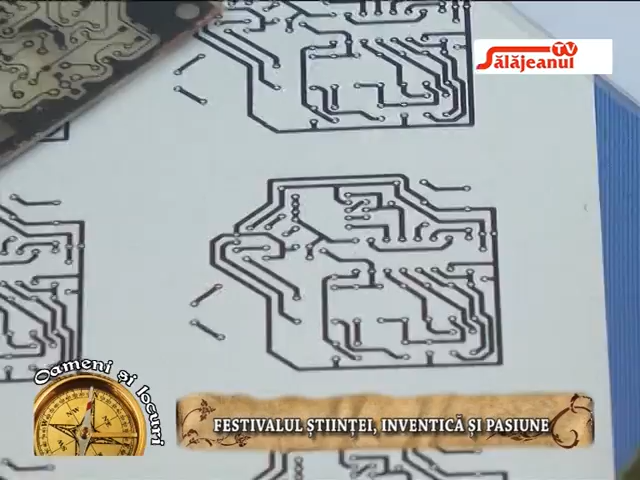 Sălăjeanul TV
Oameni și locuri
FESTIVALUL ȘTIINȚEI, INVENTICĂ ȘI PASIUNE